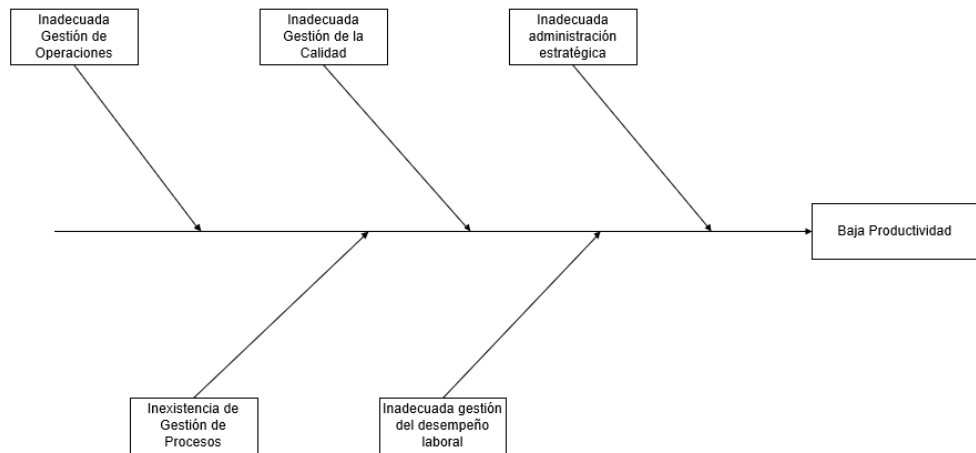 Inadecuada
Gestión de
Operaciones
Inadecuada
Gestión de la
Calidad
Inadecuada
administración
estratégica
Baja Productividad
Inexistencia de
Gestión de
Procesos
Inadecuada gestión
del desempeño
laboral